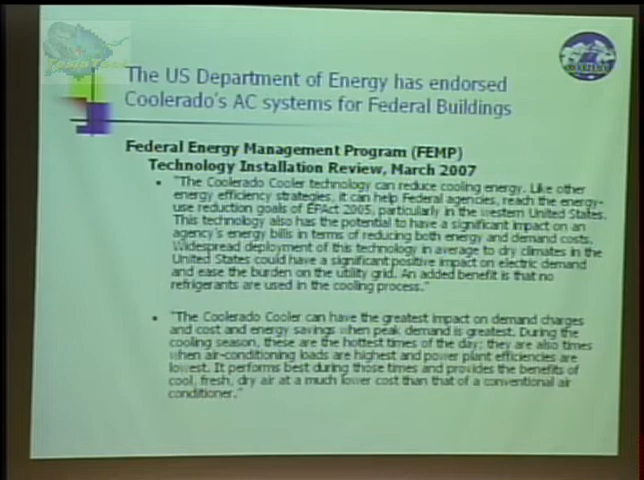 The US Department of Energy has endorsed
Coolerado's AC systems for Federal Buildings
Federal Energy Management Program (FEMP)
Technology Installation Review, March 2007
• "The Coolerado Cooler technology can reduce cooling energy. Like other
energy efficiency strategies, it can help Federal agencies, reach the energy-
use reduction goals of EPAct 2005, particularly in the western United States.
This technology also has the potential to have a significant impact on an
agency's energy bills in terms of reducing both energy and demand costs.
Widespread deployment of this technology in average to dry climates in the
United States could have a significant positive impact on electric demand
and ease the burden on the utility grid. An added benefit is that no
refrigerants are used in the cooling process."
• "The Coolerado Cooler can have the greatest impact on demand charges
and cost and energy savings when peak demand is greatest. During the
cooling season, these are the hottest times of the day; they are also times
when air-conditioning loads are highest and power plant efficiencies are
lowest. It performs best during those times and provides the benefits of
cool, fresh, dry air at a much lower cost than that of a conventional air
conditioner."